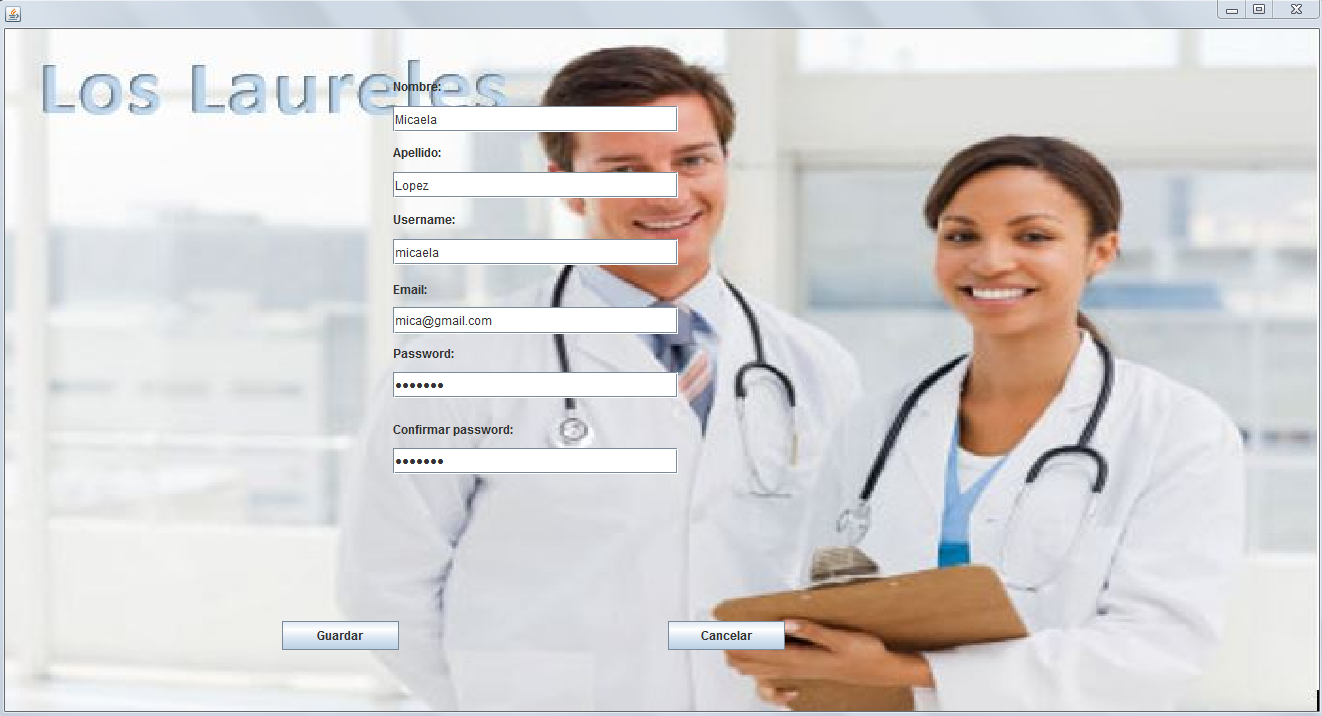 Los Laureles
Nombre:
Micaela
Apellido:
Lopez
Username:
micaela
Email:
mica@gmail.com
Password:
•••••••
Confirmar password:
•••••••
Guardar
Cancelar